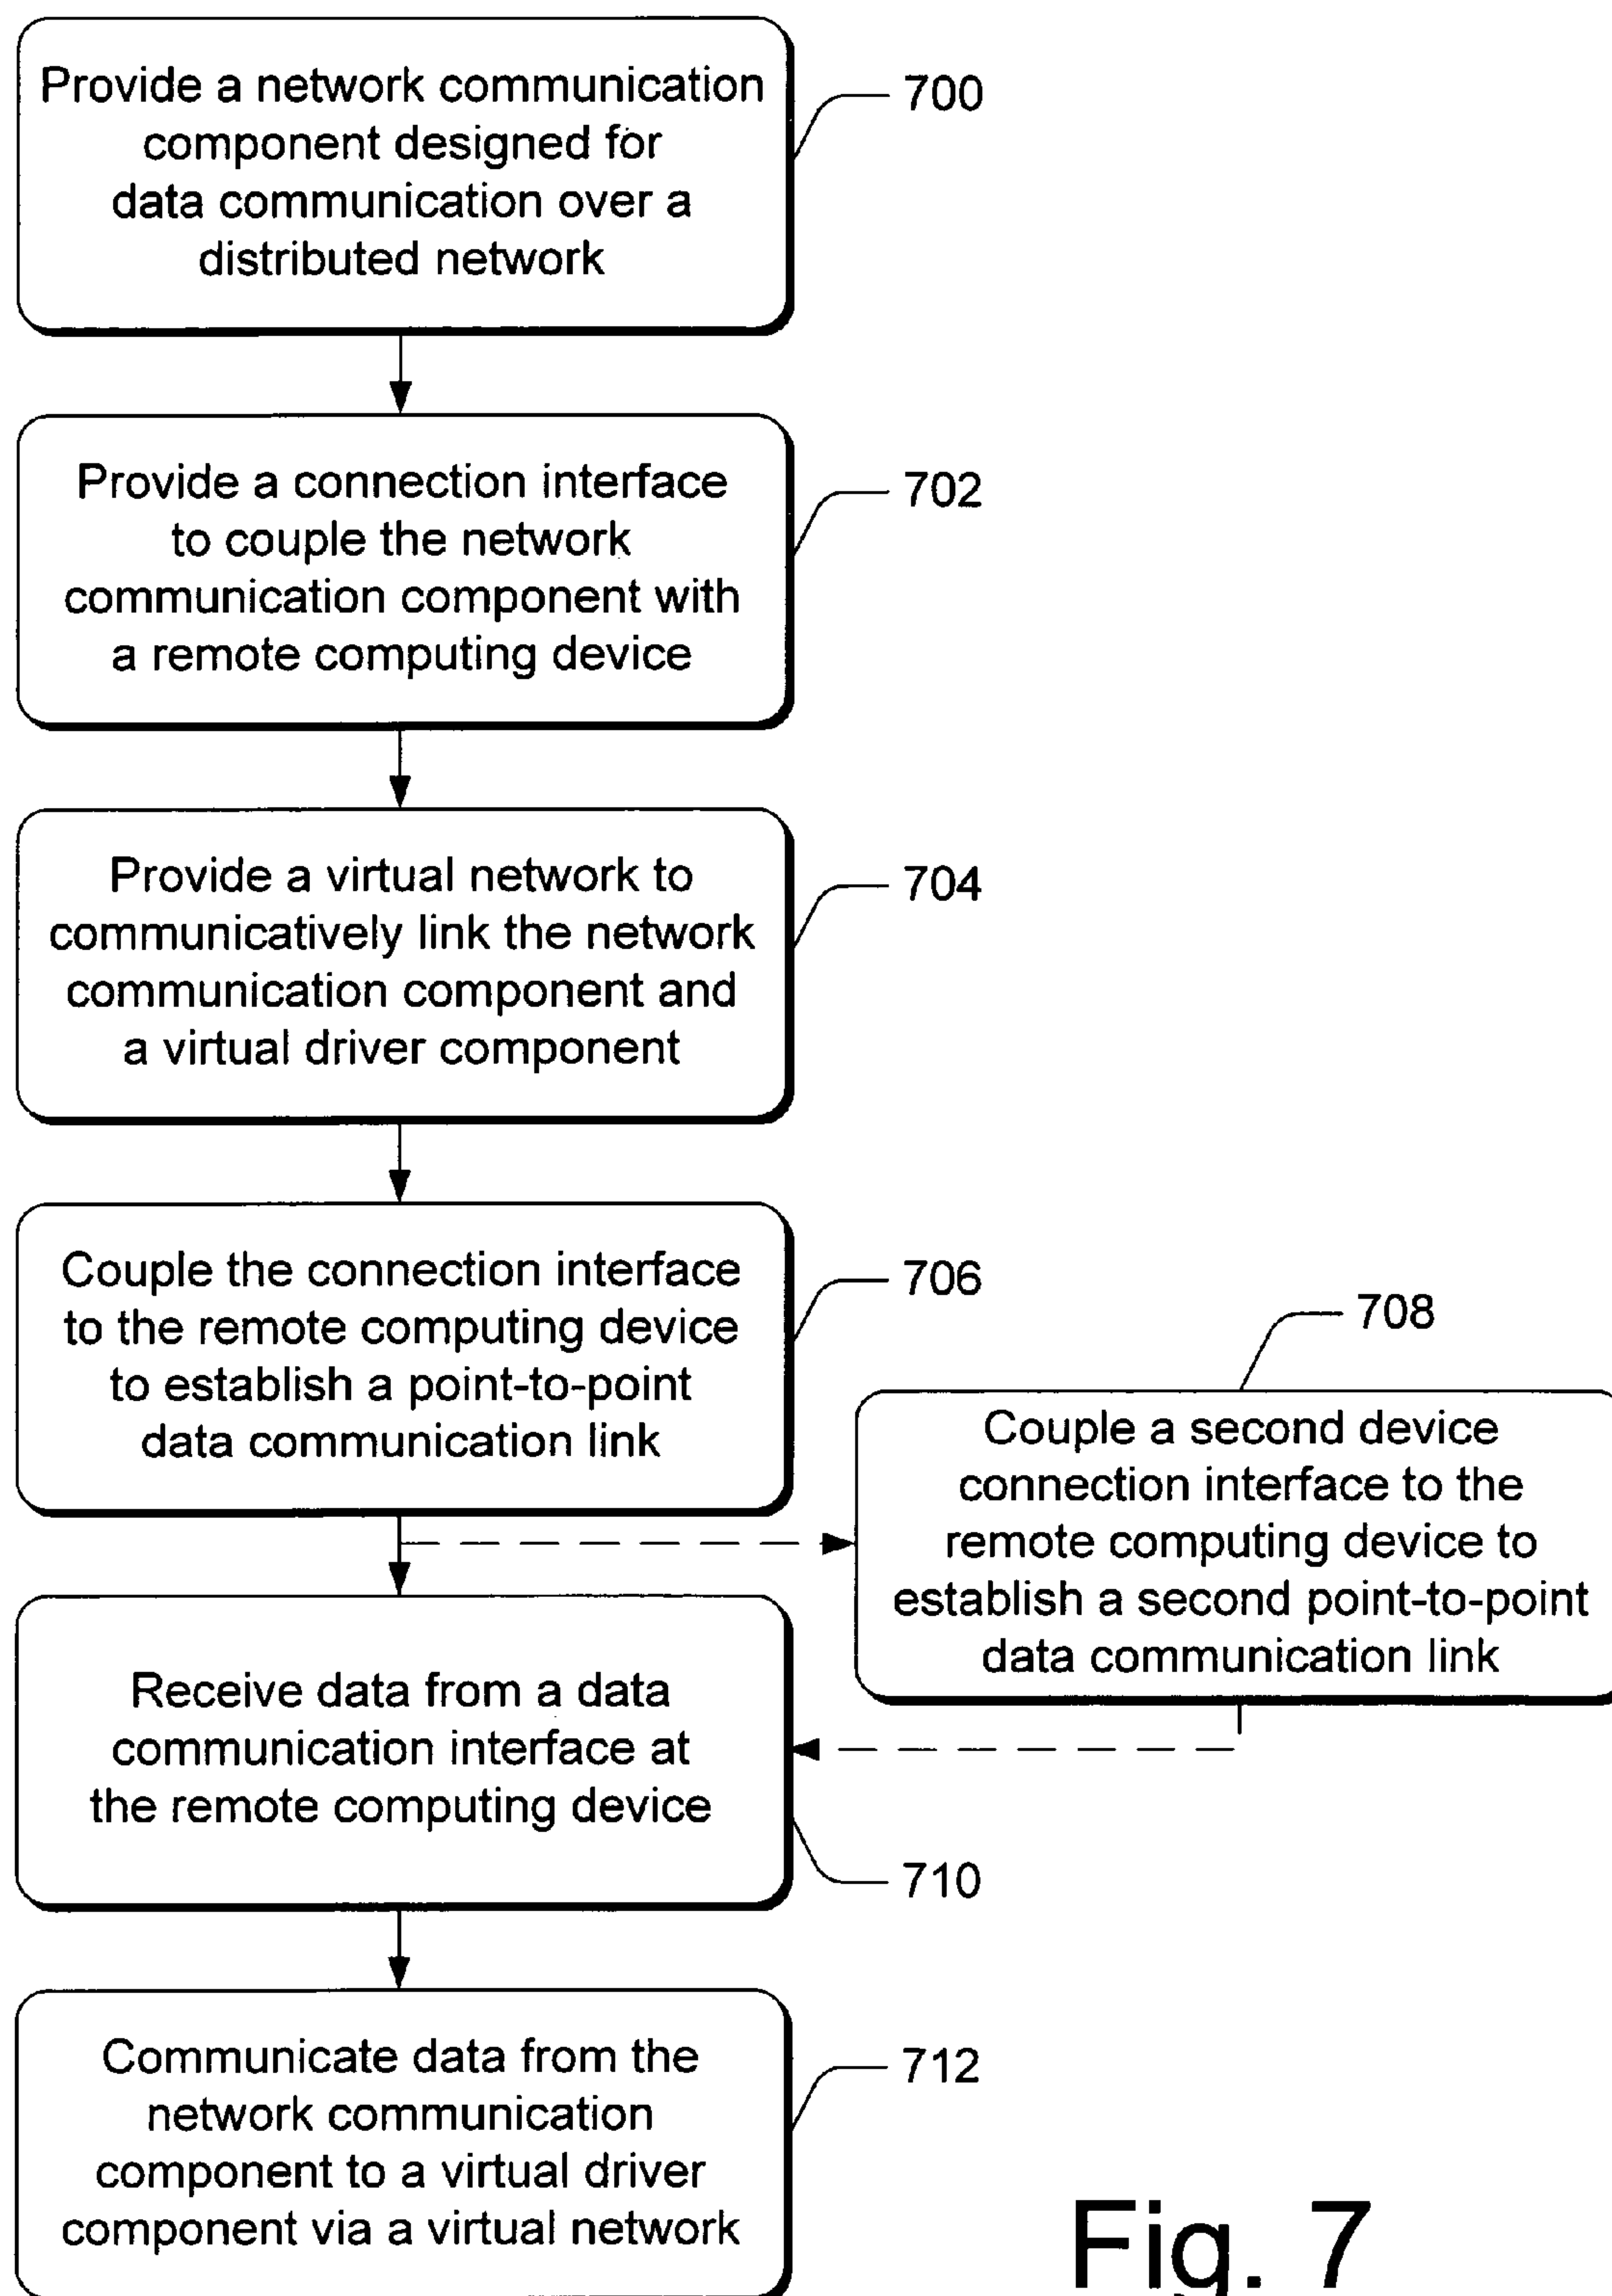 Provide a network communication
component designed for
data communication over a
distributed network
700
Provide a connection interface
to couple the network
communication component with
a remote computing device
702
Provide a virtual network to
communicatively link the network
communication component and
a virtual driver component
704
Couple the connection interface
to the remote computing device
to establish a point-to-point
data communication link
706
708
Couple a second device
connection interface to the
remote computing device to
establish a second point-to-point
data communication link
Receive data from a data
communication interface at
the remote computing device
710
Communicate data from the
network communication
component to a virtual driver
component via a virtual network
712
Fig. 7